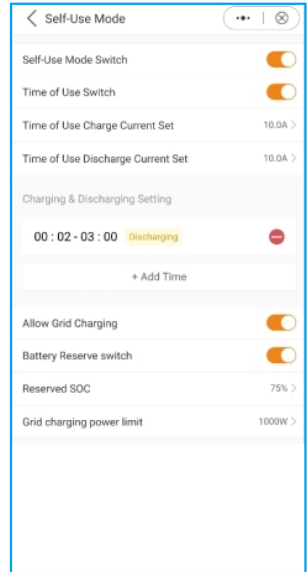 Self-Use Mode
Self-Use Mode Switch
Time of Use Switch
Time of Use Charge Current Set 10.0A
Time of Use Discharge Current Set 10.0A
Charging & Discharging Setting
00 : 02 - 03 : 00 Discharging
+ Add Time
Allow Grid Charging
Battery Reserve switch
Reserved SOC 75%
Grid charging power limit 1000W